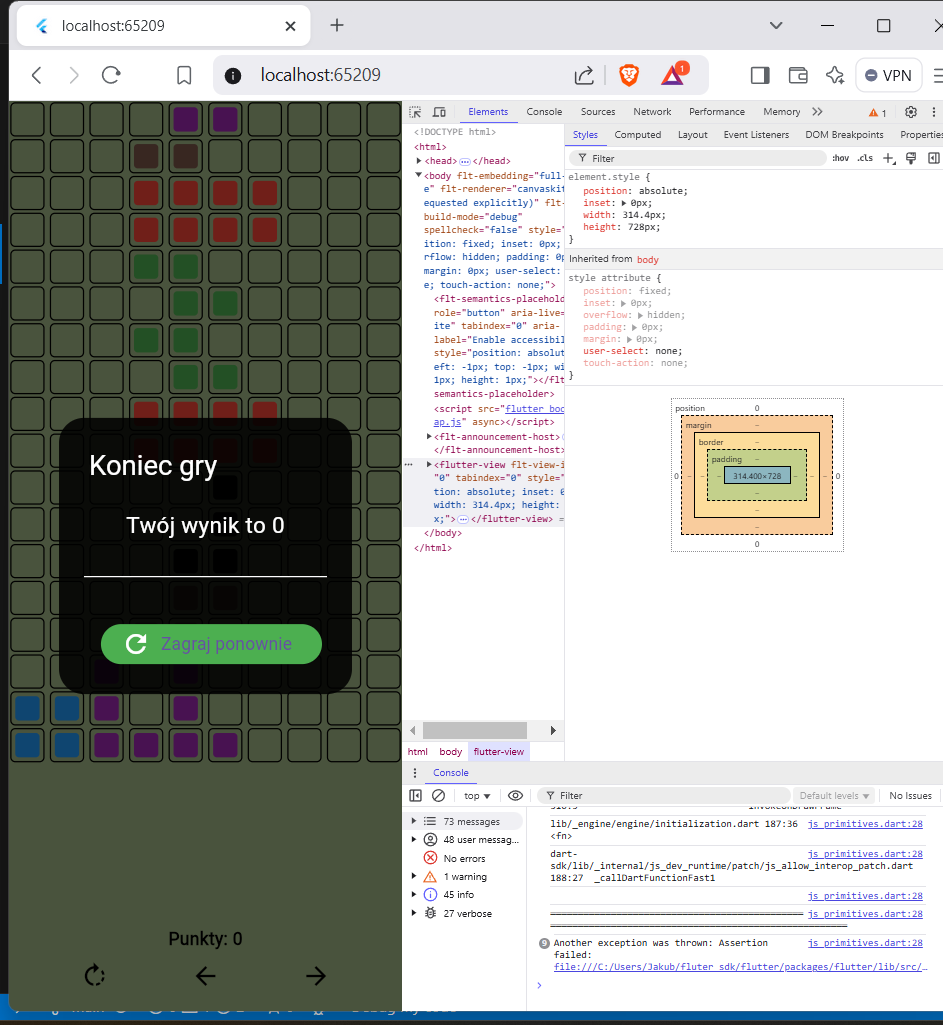 localhost:65209
localhost:65209
1
VPN
Koniec gry
Twój wynik to 0
Zagraj ponownie
Punkty: 0
Elements
Console
Sources
Network
Performance
Memory
1
<!DOCTYPE html>
<html>
<head> </head>
<body flt-embedding="full-
e" flt-renderer="canvaskit
equested explicitly)" flt-
build-mode="debug"
spellcheck="false" style="
ition: fixed; inset: 0px;
rflow: hidden; padding: 0p
margin: 0px; user-select:
e; touch-action: none;">
<flt-semantics-placehold
role="button" aria-live=
ite" tabindex="0" aria-
label="Enable accessibil
style="position: absolut
eft: -1px; top: -1px; wi
1px; height: 1px;"></flt
semantics-placeholder>
<script src="flutter_boo
ap.js" async></script>
<flt-announcement-host>
</flt-announcement-host>
<flutter-view flt-view-i
"0" tabindex="0" style="
tion: absolute; inset: 0
width: 314.4px; height:
x;"> </flutter-view> =
</body>
</html>
html
body
flutter-view
Styles
Computed
Layout
Event Listeners
DOM Breakpoints
Properties
Filter
:hov
.cls
element.style {
position: absolute;
inset: 0px;
width: 314.4px;
height: 728px;
}
Inherited from body
style attribute {
position: fixed;
inset: 0px;
overflow: hidden;
padding: 0px;
margin: 0px;
user-select: none;
touch-action: none;
}
position
0
margin
-
border
-
padding
-
0
-
-
-
314.400×728
-
-
-
0
-
-
-
0
Console
top
Filter
Default levels
No Issues
73 messages
48 user messag...
No errors
1 warning
45 info
27 verbose
lib/_engine/engine/initialization.dart 187:36
js_primitives.dart:28
<fn>
dart-
js_primitives.dart:28
sdk/lib/_internal/js_dev_runtime/patch/js_allow_interop_patch.dart
188:27 _callDartFunctionFast1
js_primitives.dart:28
js_primitives.dart:28
9
Another exception was thrown: Assertion
js_primitives.dart:28
failed:
file:///C:/Users/Jakub/fluter_sdk/flutter/packages/flutter/lib/src/…